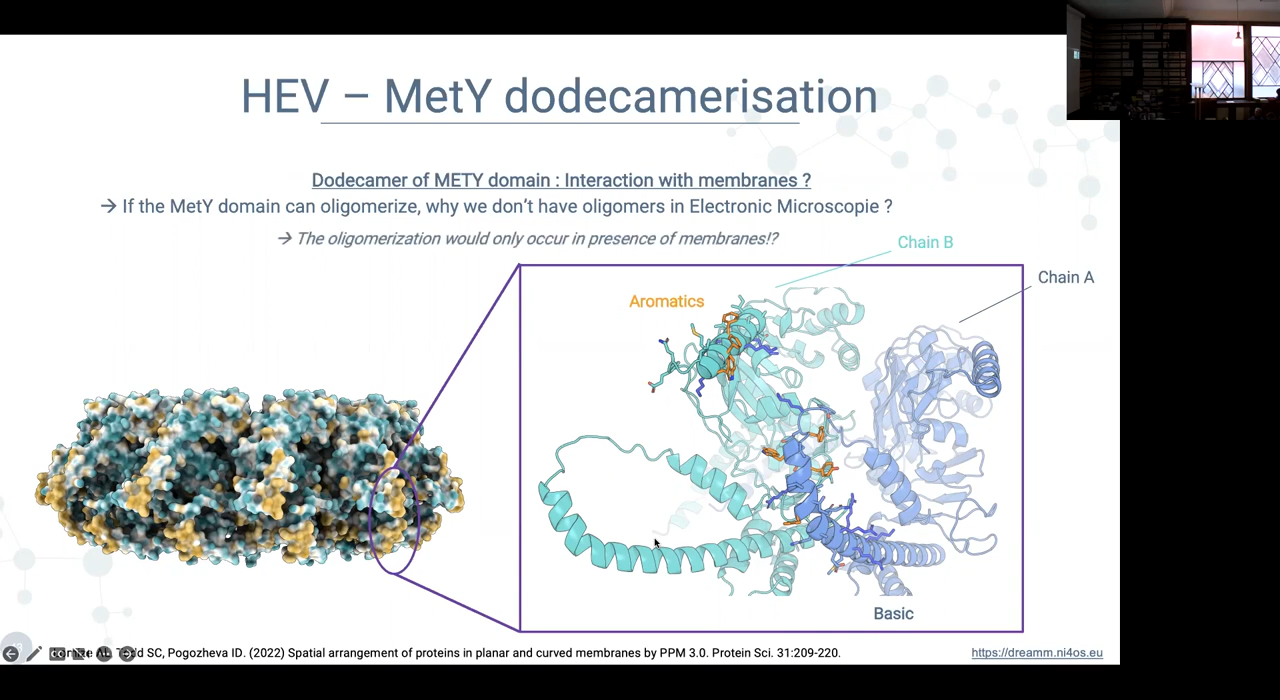 HEV – MetY dodecamerisation
Dodecamer of METY domain : Interaction with membranes ?
→ If the MetY domain can oligomerize, why we don't have oligomers in Electronic Microscopie ?
→ The oligomerization would only occur in presence of membranes!?
Chain B
Chain A
Aromatics
Basic
SC, Pogozheva ID. (2022) Spatial arrangement of proteins in planar and curved membranes by PPM 3.0. Protein Sci. 31:209-220.
https://dreamm.ni4os.eu